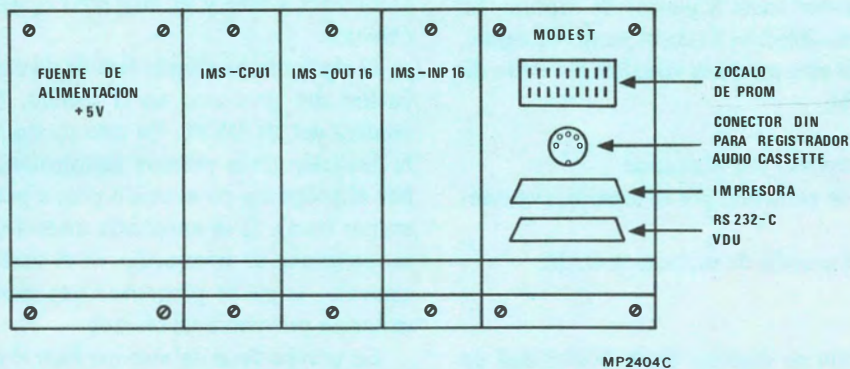 FUENTE DE
ALIMENTACION
+5V
IMS-CPU1
IMS-OUT16
IMS-INP16
MODEST
ZOCALO
DE PROM
CONECTOR DIN
PARA REGISTRADOR
AUDIO CASSETTE
IMPRESORA
RS 232-C
VDU
MP2404C